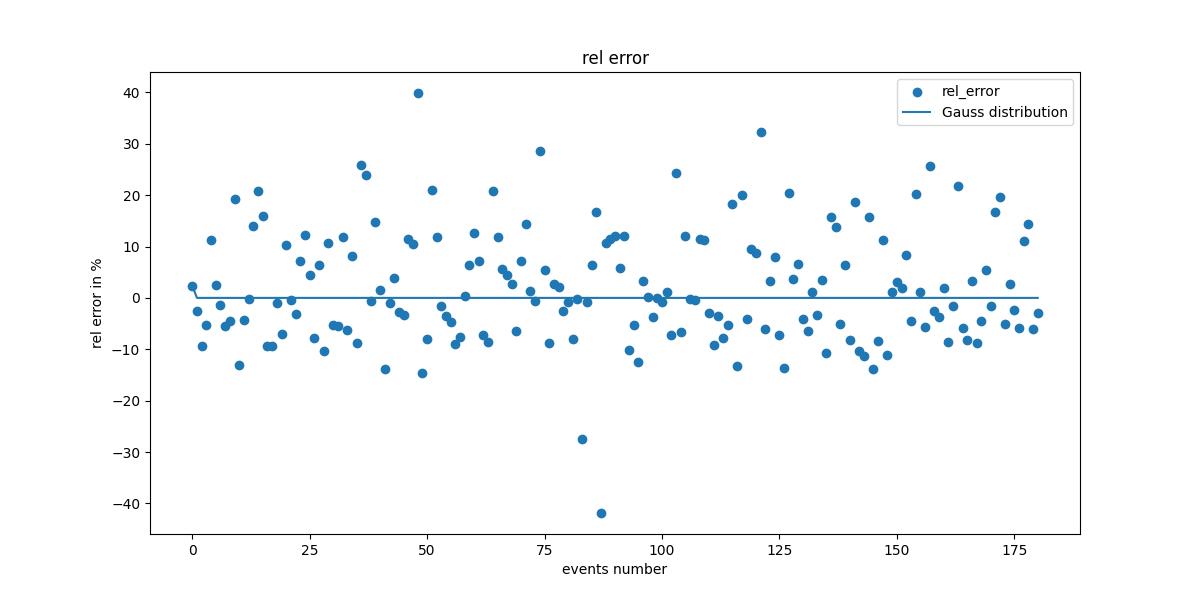 rel error
rel_error
Gauss distribution
40
30
20
10
0
−10
−20
−30
−40
rel error in %
0 25 50 75 100 125 150 175
events number